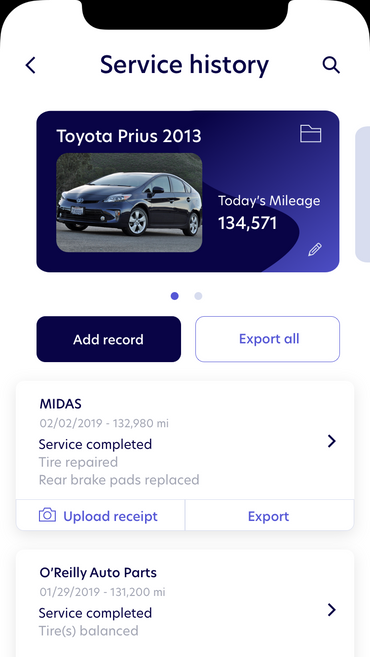 Service history
Toyota Prius 2013
Today's Mileage
134,571
Add record
Export all
MIDAS
02/02/2019 - 132,980 mi
Service completed
Tire repaired
Rear brake pads replaced
Upload receipt
Export
O'Reilly Auto Parts
01/29/2019 - 131,200 mi
Service completed
Tire(s) balanced